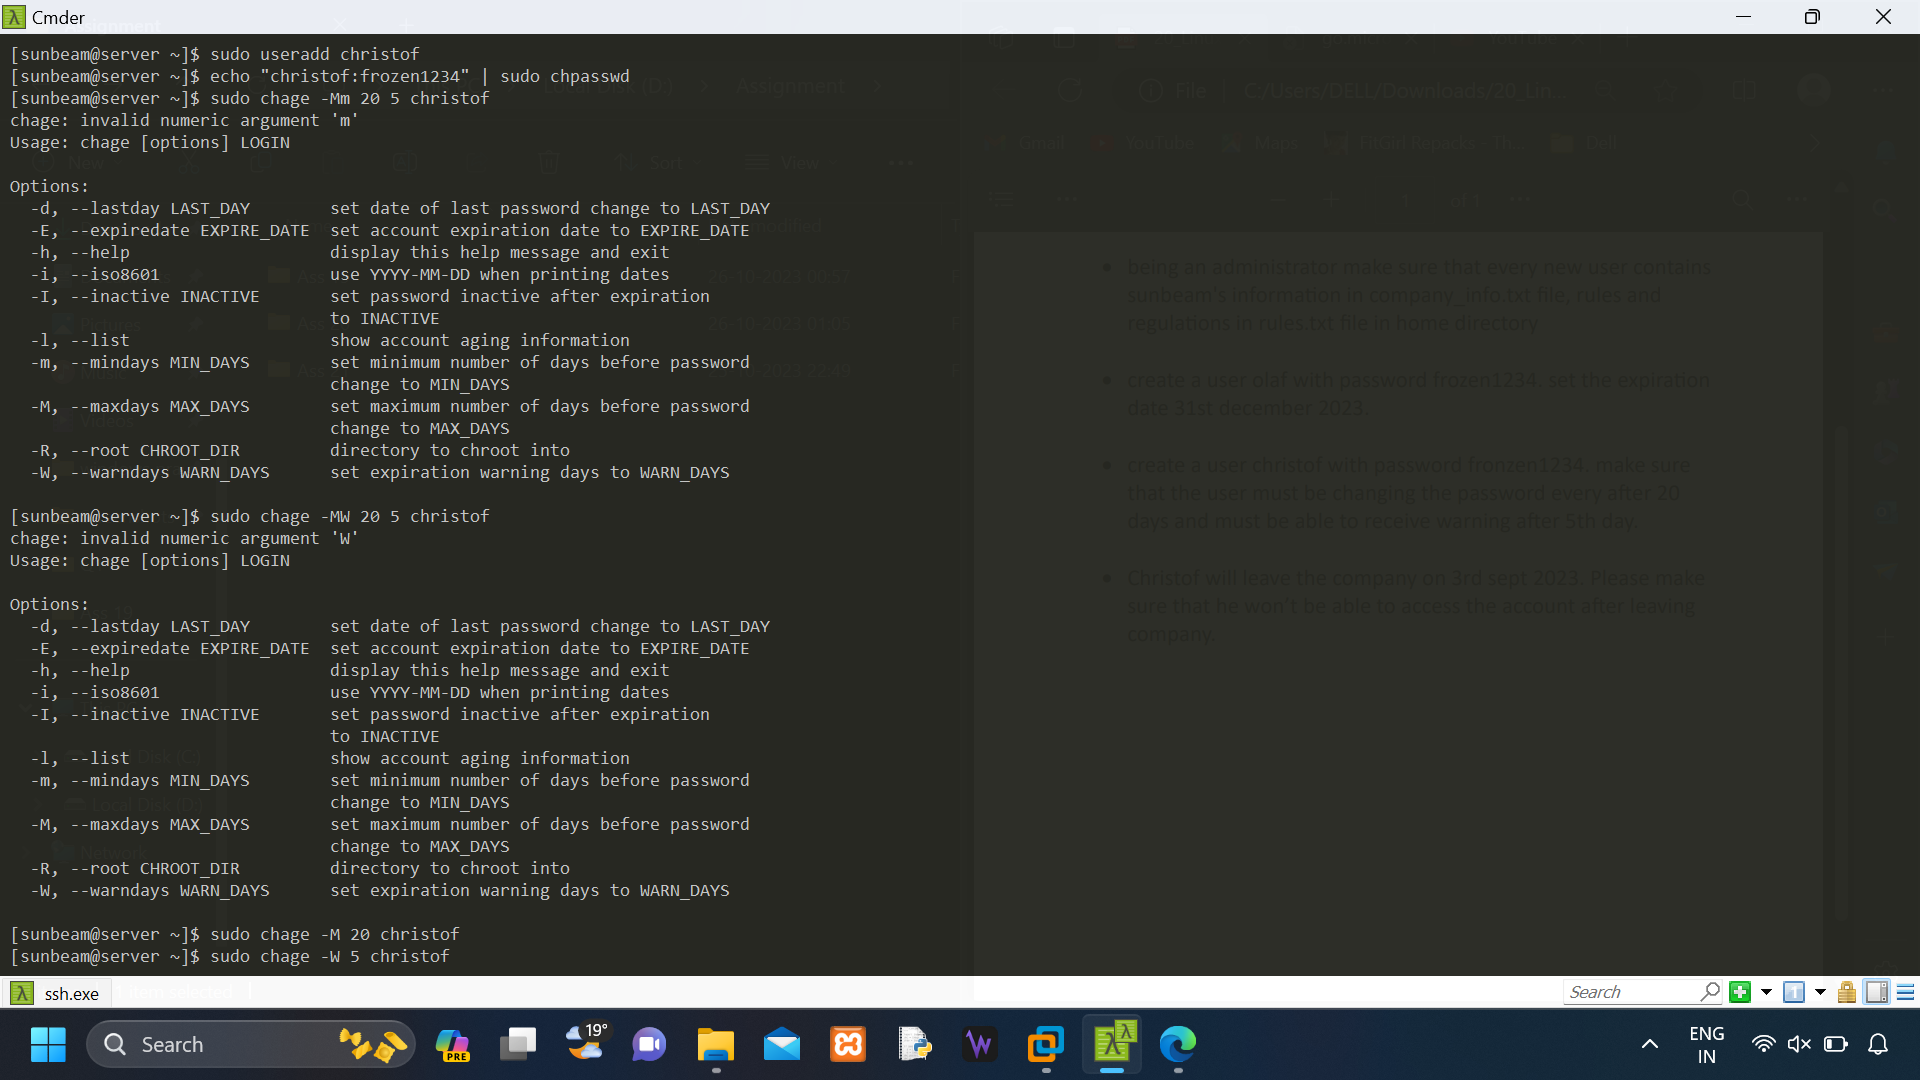 Cmder
[sunbeam@server ~]$ sudo useradd christof
[sunbeam@server ~]$ echo "christof:frozen1234" | sudo chpasswd
[sunbeam@server ~]$ sudo chage -Mm 20 5 christof
chage: invalid numeric argument 'm'
Usage: chage [options] LOGIN
Options:
-d, --lastday LAST_DAY set date of last password change to LAST_DAY
-E, --expiredate EXPIRE_DATE set account expiration date to EXPIRE_DATE
-h, --help display this help message and exit
-i, --iso8601 use YYYY-MM-DD when printing dates
-I, --inactive INACTIVE set password inactive after expiration
to INACTIVE
-l, --list show account aging information
-m, --mindays MIN_DAYS set minimum number of days before password
change to MIN_DAYS
-M, --maxdays MAX_DAYS set maximum number of days before password
change to MAX_DAYS
-R, --root CHROOT_DIR directory to chroot into
-W, --warndays WARN_DAYS set expiration warning days to WARN_DAYS
[sunbeam@server ~]$ sudo chage -MW 20 5 christof
chage: invalid numeric argument 'W'
Usage: chage [options] LOGIN
Options:
-d, --lastday LAST_DAY set date of last password change to LAST_DAY
-E, --expiredate EXPIRE_DATE set account expiration date to EXPIRE_DATE
-h, --help display this help message and exit
-i, --iso8601 use YYYY-MM-DD when printing dates
-I, --inactive INACTIVE set password inactive after expiration
to INACTIVE
-l, --list show account aging information
-m, --mindays MIN_DAYS set minimum number of days before password
change to MIN_DAYS
-M, --maxdays MAX_DAYS set maximum number of days before password
change to MAX_DAYS
-R, --root CHROOT_DIR directory to chroot into
-W, --warndays WARN_DAYS set expiration warning days to WARN_DAYS
[sunbeam@server ~]$ sudo chage -M 20 christof
[sunbeam@server ~]$ sudo chage -W 5 christof
File C:/Users/DELL/Downloads/20_Lin...
Gmail YouTube Maps FitGirl Repacks - Th... Dell
• being an administrator make sure that every new user contains
sunbeam's information in company_info.txt file, rules and
regulations in rules.txt file in home directory
• create a user olaf with password frozen1234. set the expiration
date 31st december 2023.
• create a user christof with password fronzen1234. make sure
that the user must be changing the password every after 20
days and must be able to receive warning after 5th day.
• Christof will leave the company on 3rd sept 2023. Please make
sure that he won't be able to access the account after leaving
company.
ssh.exe
Search
Search
PRE
19°
ENG
IN